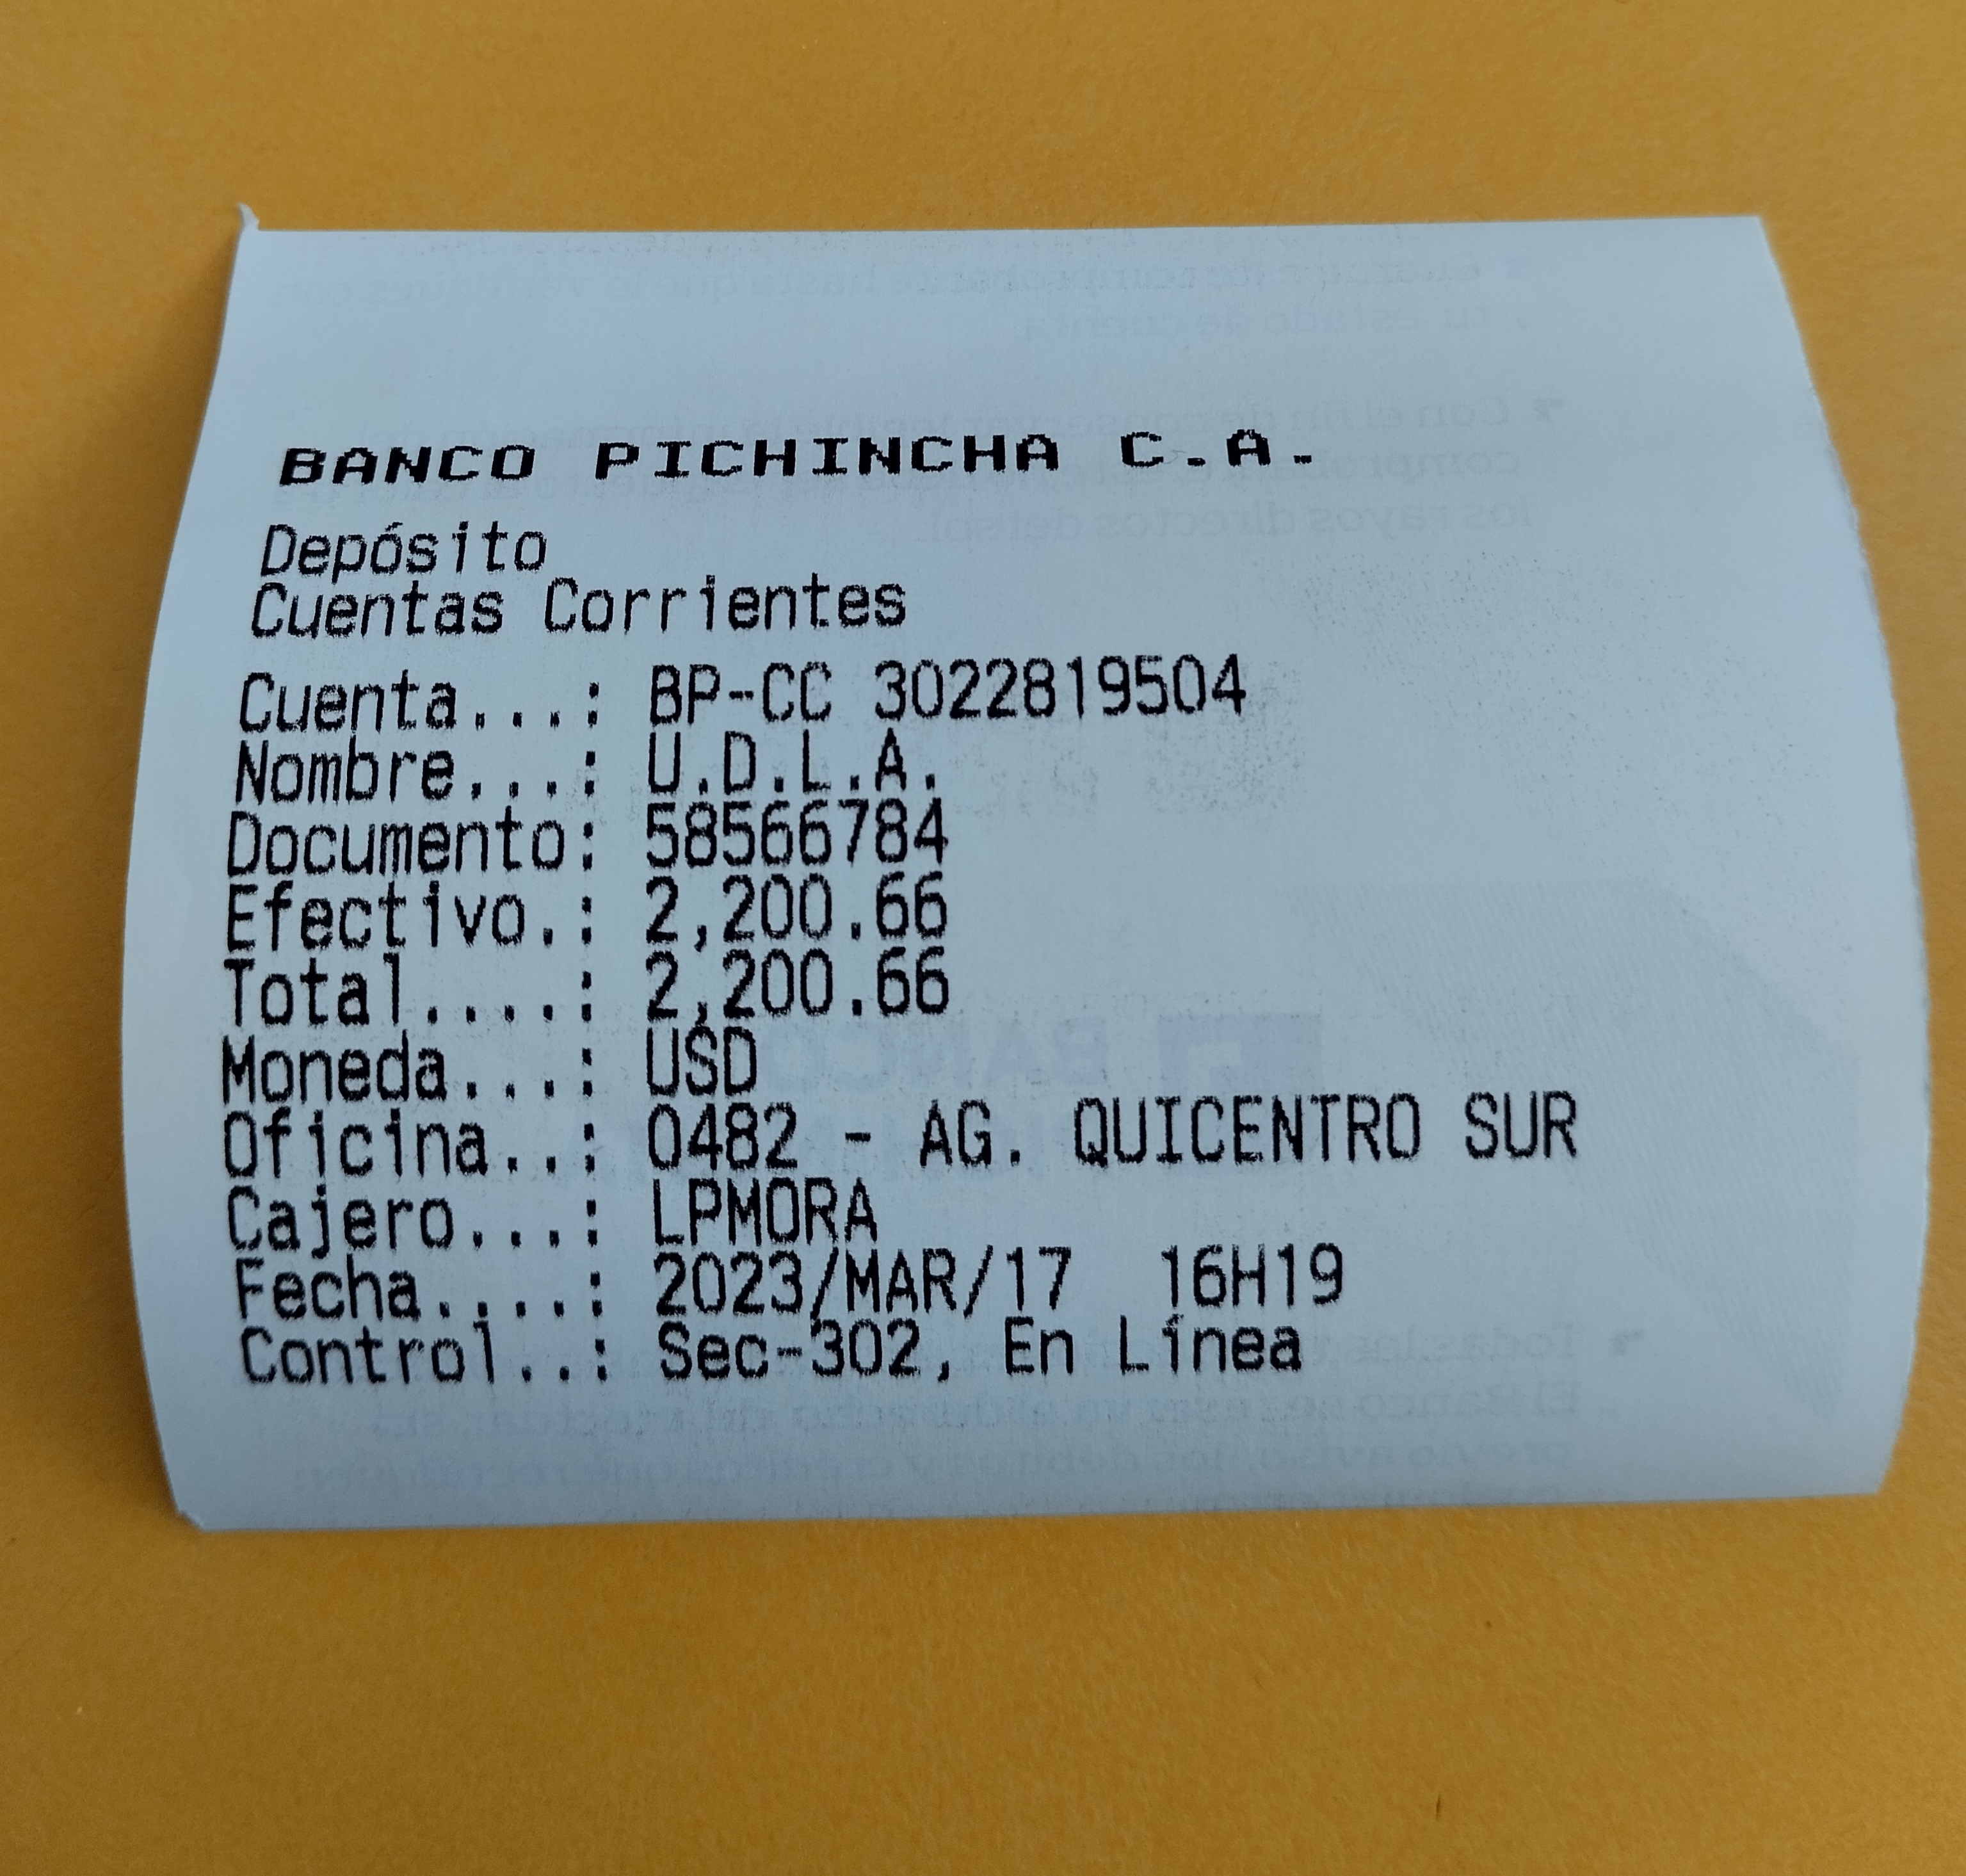 BANCO PICHINCHA C.A.
Depósito
Cuentas Corrientes
Cuenta...: BP-CC 3022819504
Nombre...: U.D.L.A.
Documento: 58566784
Efectivo.: 2,200.66
Total....: 2,200.66
Moneda...: USD
Oficina..: 0482 - AG. QUICENTRO SUR
Cajero...: LPMORA
Fecha....: 2023/MAR/17  16H19
Control..: Sec-302, En Línea